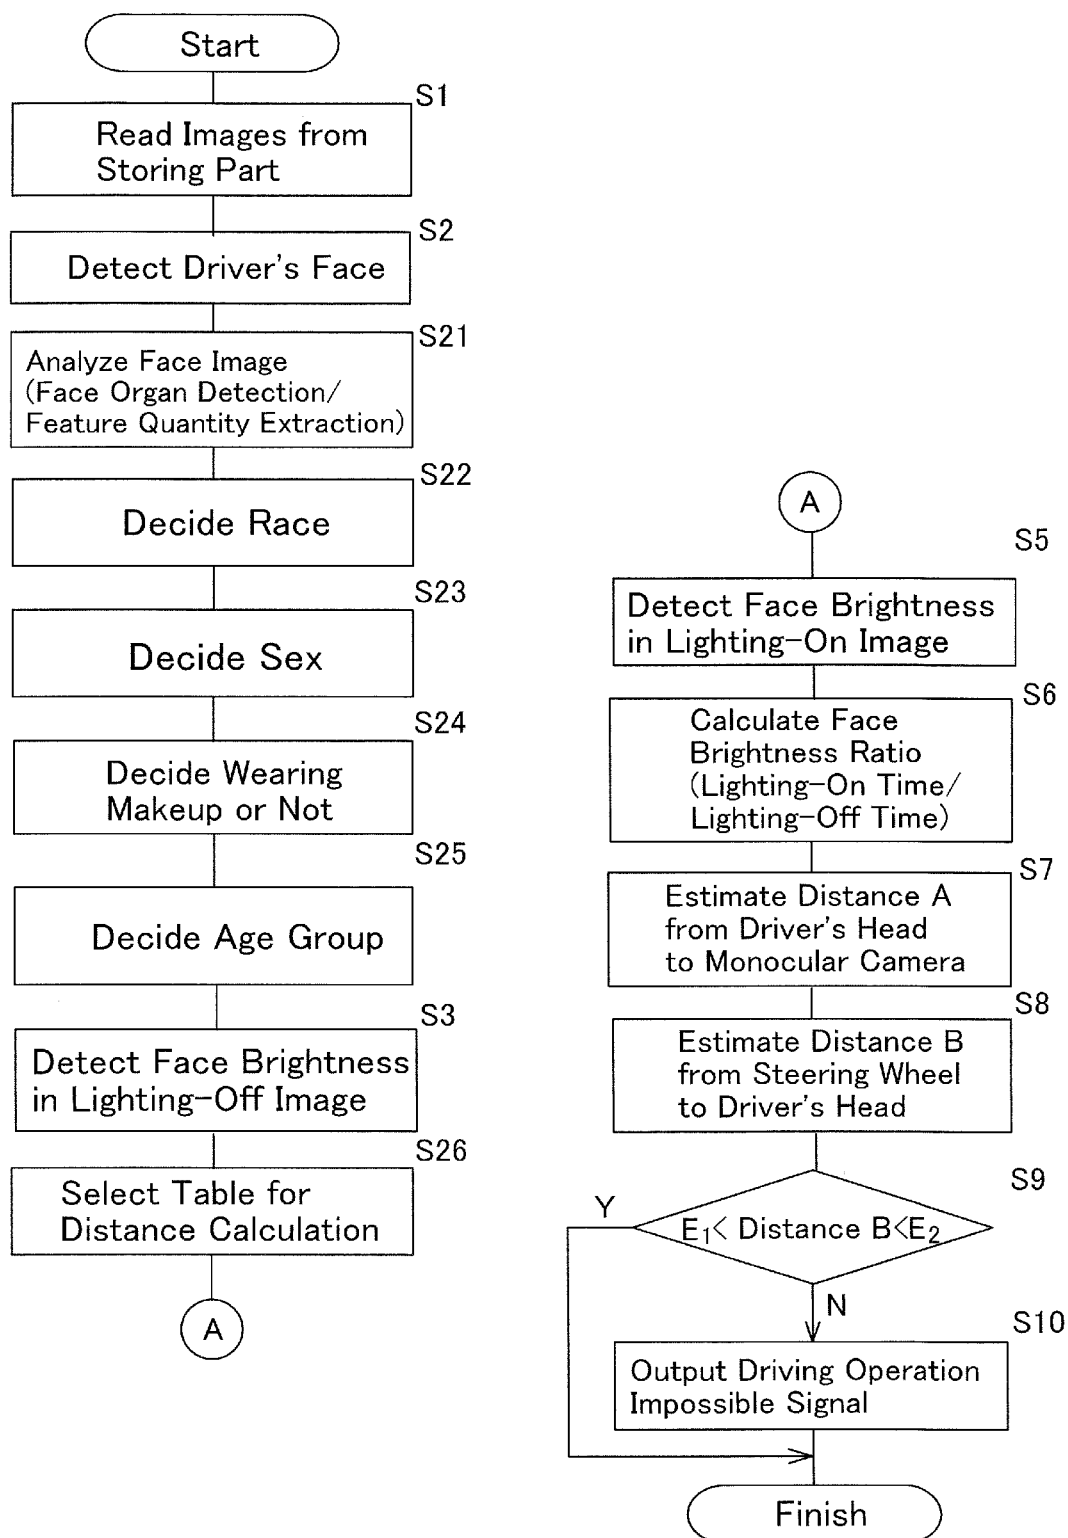 Start
S1
Read Images from
Storing Part
S2
Detect Driver's Face
S21
Analyze Face Image
(Face Organ Detection/
Feature Quantity Extraction)
S22
Decide Race
S23
Decide Sex
S24
Decide Wearing
Makeup or Not
S25
Decide Age Group
S3
Detect Face Brightness
in Lighting-Off Image
S26
Select Table for
Distance Calculation
A
A
S5
Detect Face Brightness
in Lighting-On Image
S6
Calculate Face
Brightness Ratio
(Lighting-On Time/
Lighting-Off Time)
S7
Estimate Distance A
from Driver's Head
to Monocular Camera
S8
Estimate Distance B
from Steering Wheel
to Driver's Head
S9
Y
E₁< Distance B<E₂
N
S10
Output Driving Operation
Impossible Signal
Finish